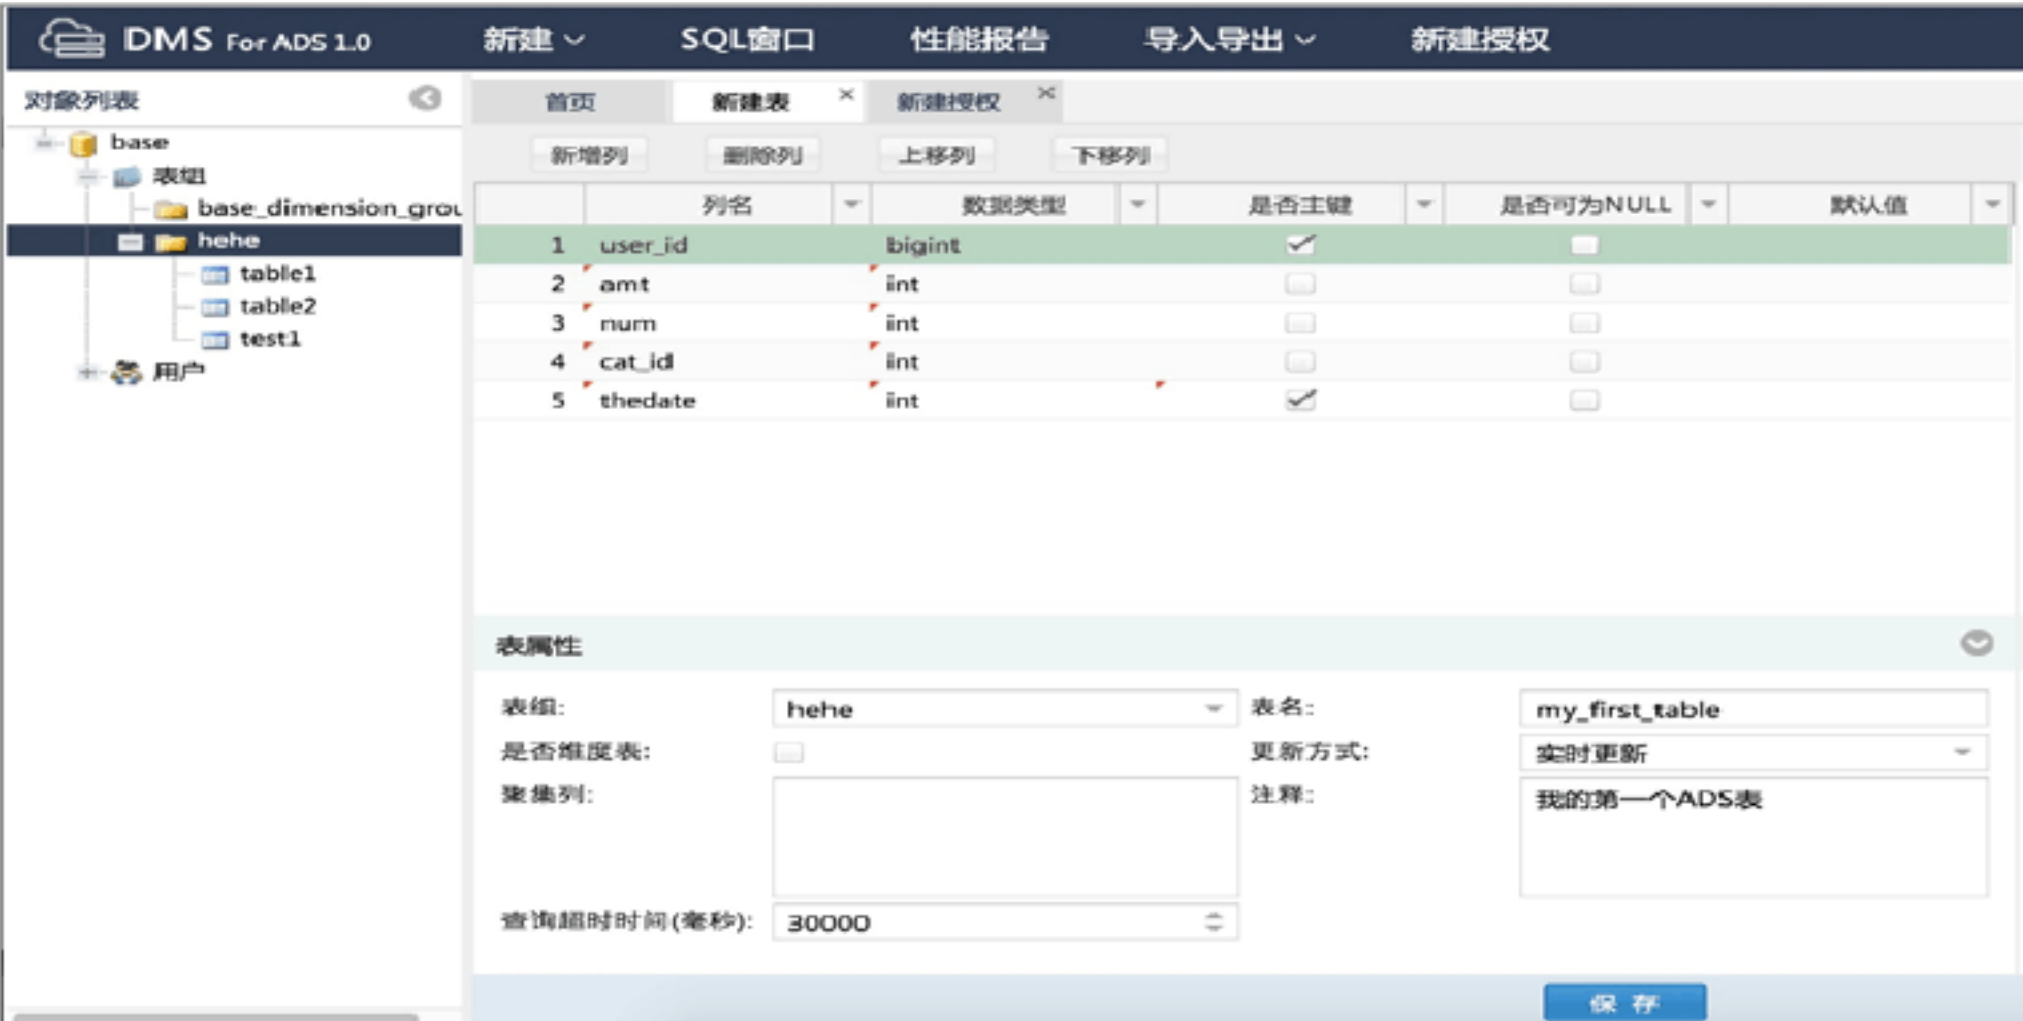 DMS For ADS 1.0 新建 SQL窗口 性能报告 导入导出 新建授权
对象列表
base
表组
base_dimension_grou
hehe
table1
table2
test1
用户
首页 新建表 新建授权
新增列 删除列 上移列 下移列
列名 数据类型 是否主键 是否可为NULL 默认值
1 user_id bigint
2 amt int
3 num int
4 cat_id int
5 thedate int
表属性
表组: hehe 表名: my_first_table
是否维度表: 更新方式: 实时更新
聚集列: 注释: 我的第一个ADS表
查询超时时间(毫秒): 30000
保存